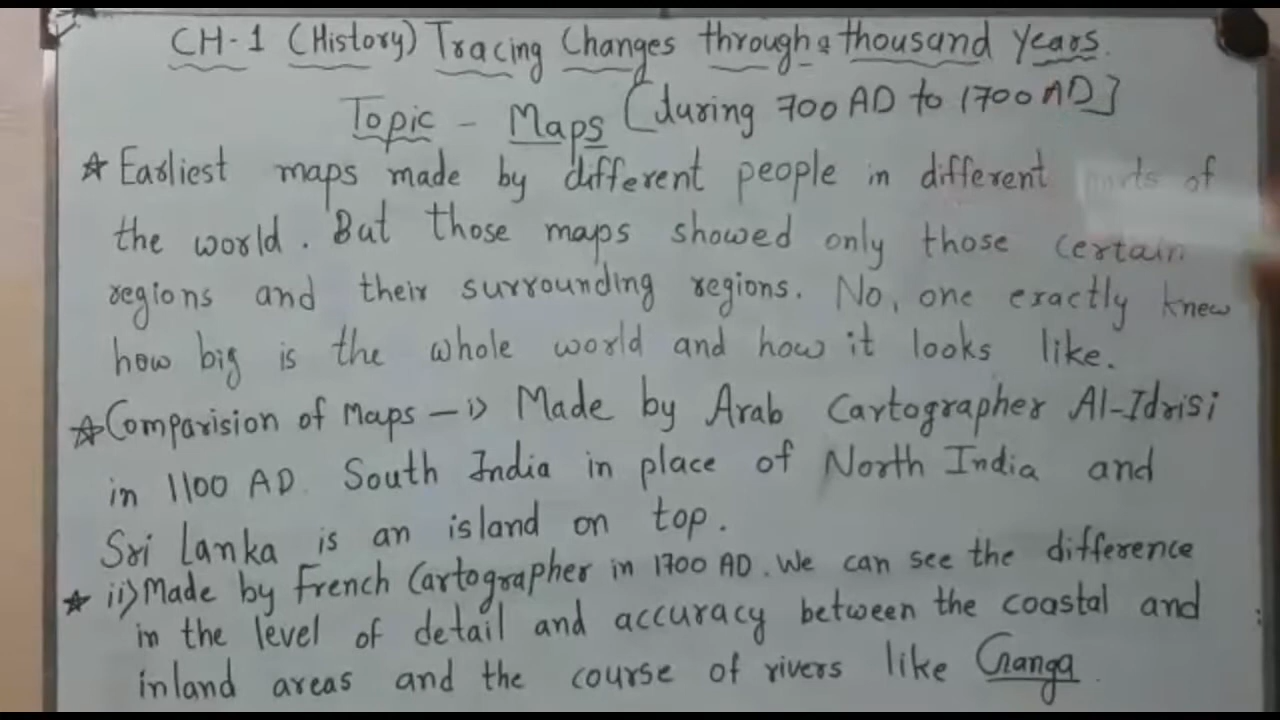 CH-1 (History) Tracing Changes through a thousand Years.
Topic - Maps [during 700 AD to 1700 AD]
☆ Earliest maps made by different people in different parts of
the world. But those maps showed only those certain
regions and their surrounding regions. No, one exactly knew
how big is the whole world and how it looks like.
☆ Comparision of Maps — i) Made by Arab Cartographer Al-Idrisi
in 1100 AD. South India in place of North India and
Sri Lanka is an island on top.
☆ ii) Made by French Cartographer in 1700 AD. We can see the difference
in the level of detail and accuracy between the coastal and
inland areas and the course of rivers like Ganga.